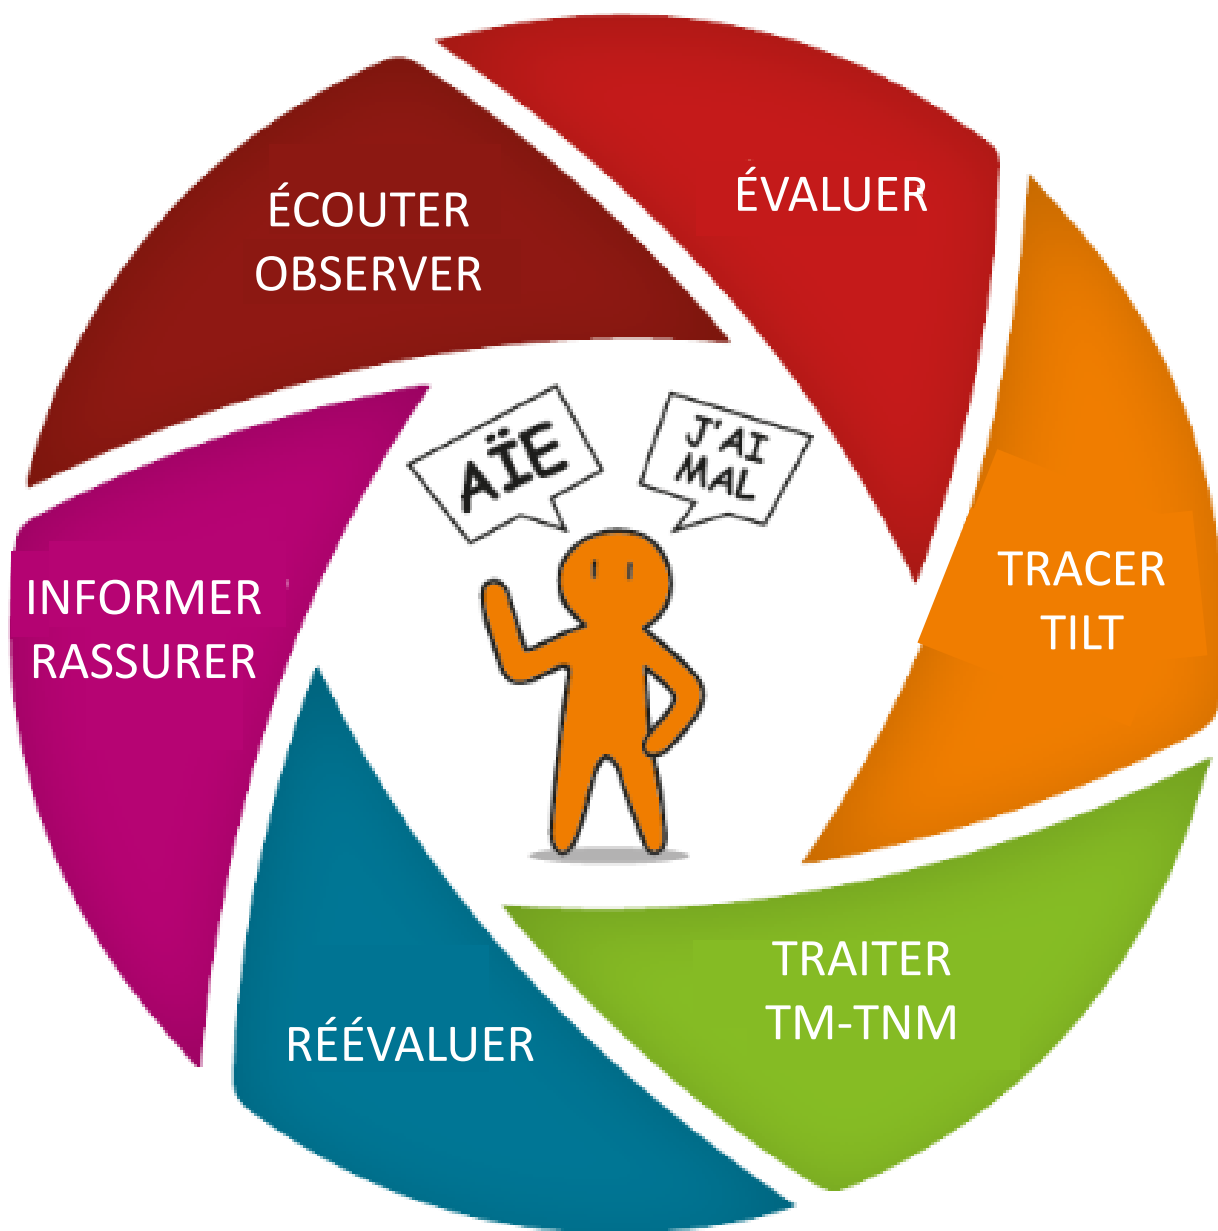 ÉCOUTER
OBSERVER
ÉVALUER
TRACER
TILT
TRAITER
TM-TNM
RÉÉVALUER
INFORMER
RASSURER
AÏE
J'AI
MAL